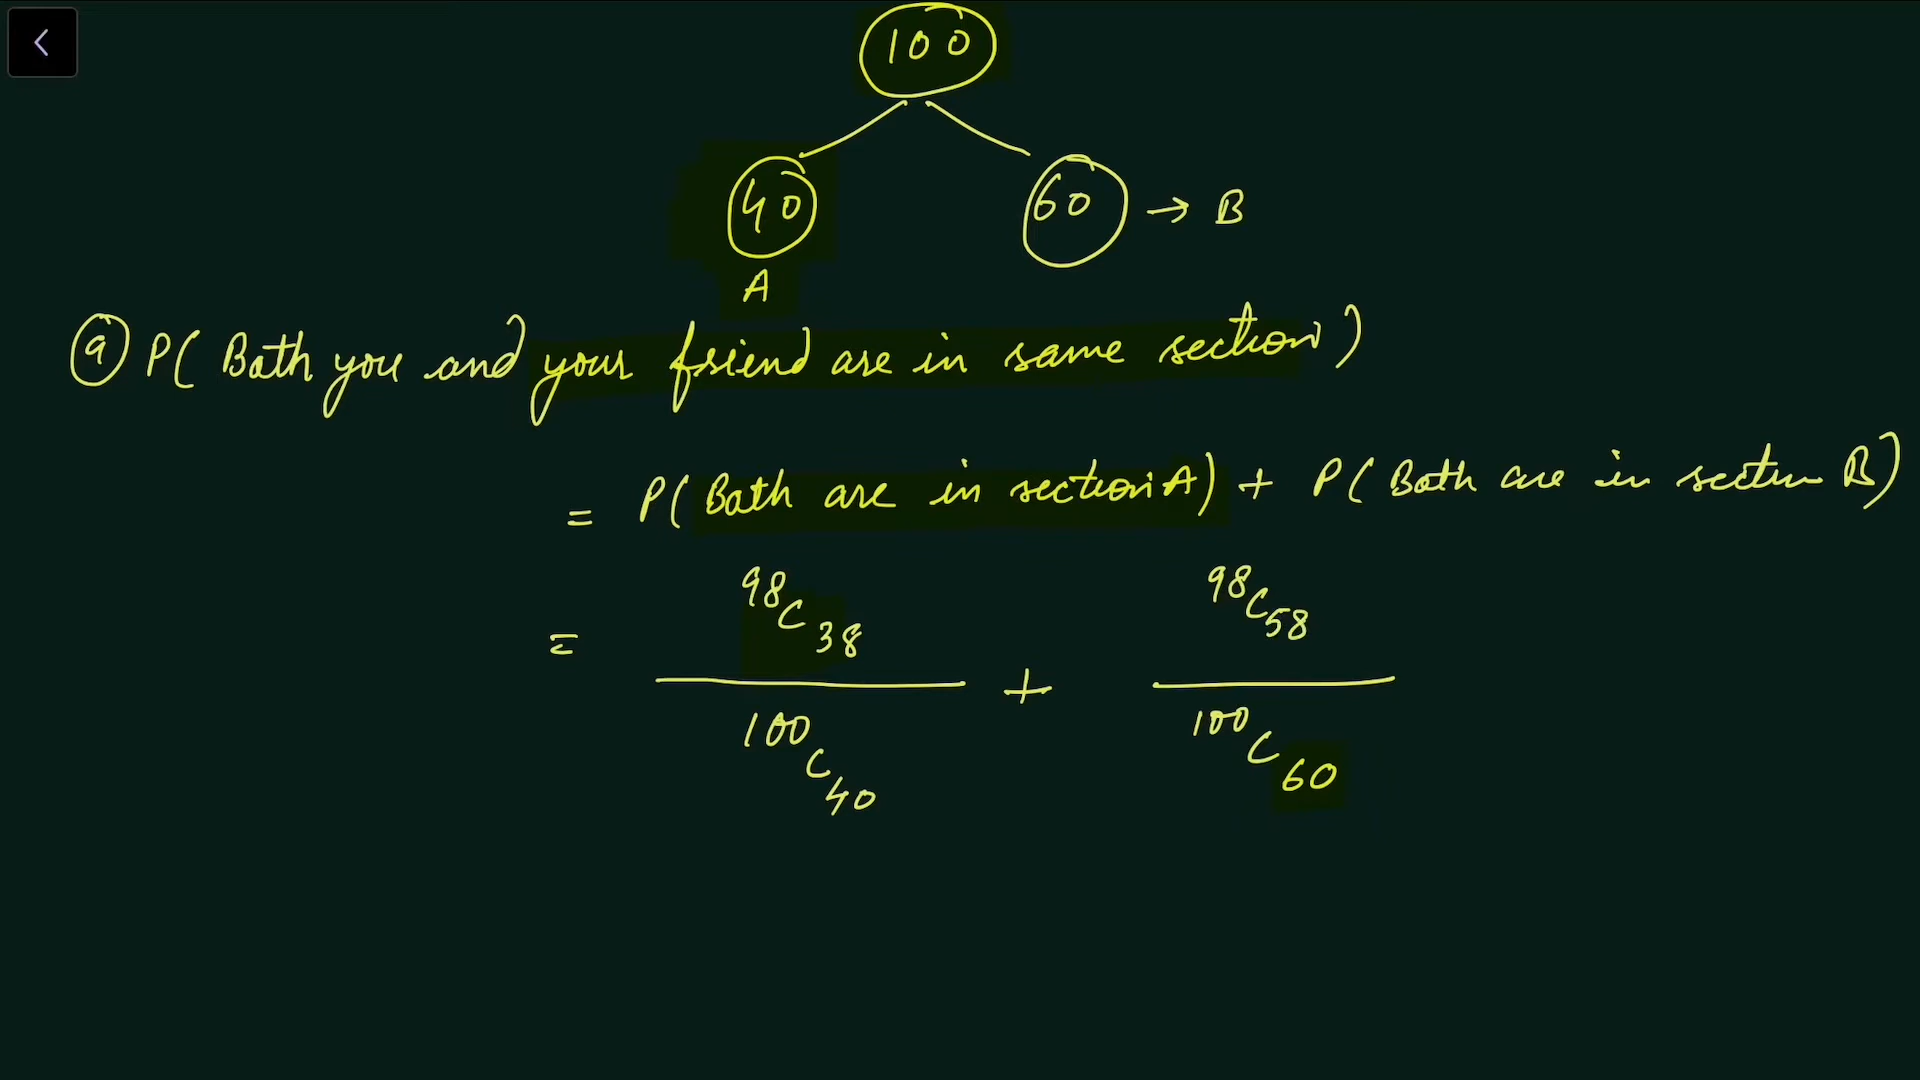 100
40 60 → B
A
(a) P( Both you and your friend are in same section )
= P( Both are in section A ) + P( Both are in section B )
= ⁹⁸C₃₈ / ¹⁰⁰C₄₀ + ⁹⁸C₅₈ / ¹⁰⁰C₆₀